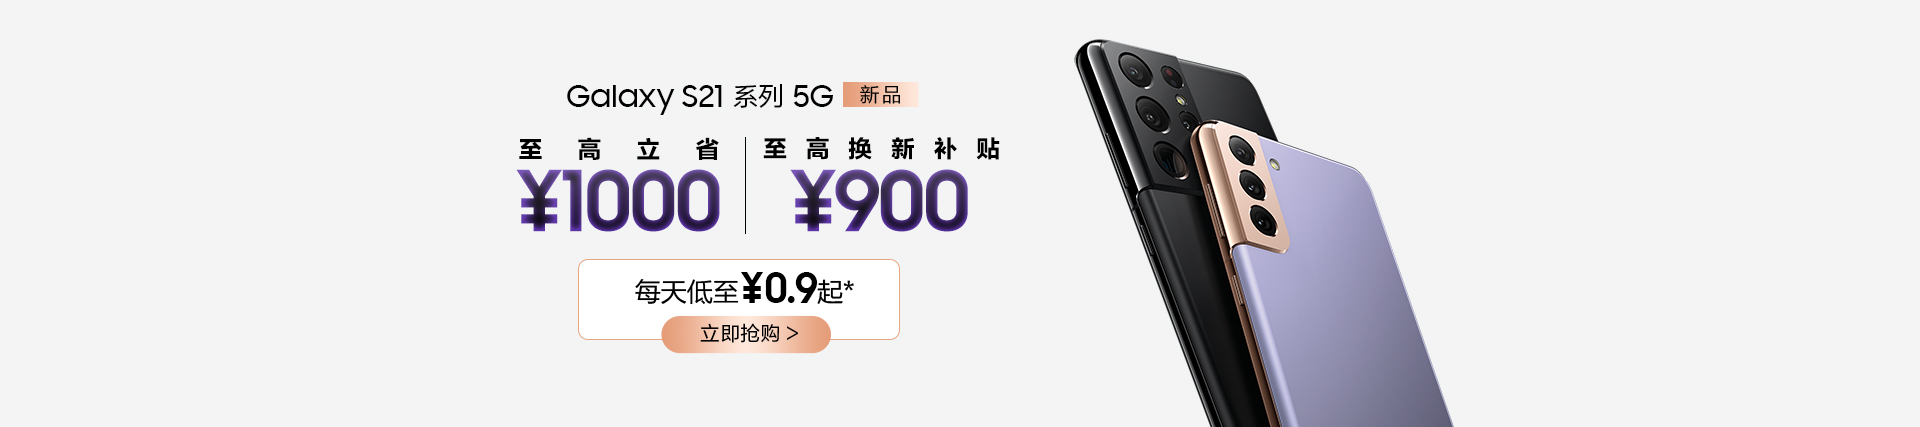 Galaxy S21 系列 5G 新品
至高立省
¥1000
至高换新补贴
¥900
每天低至¥0.9起*
立即抢购 >